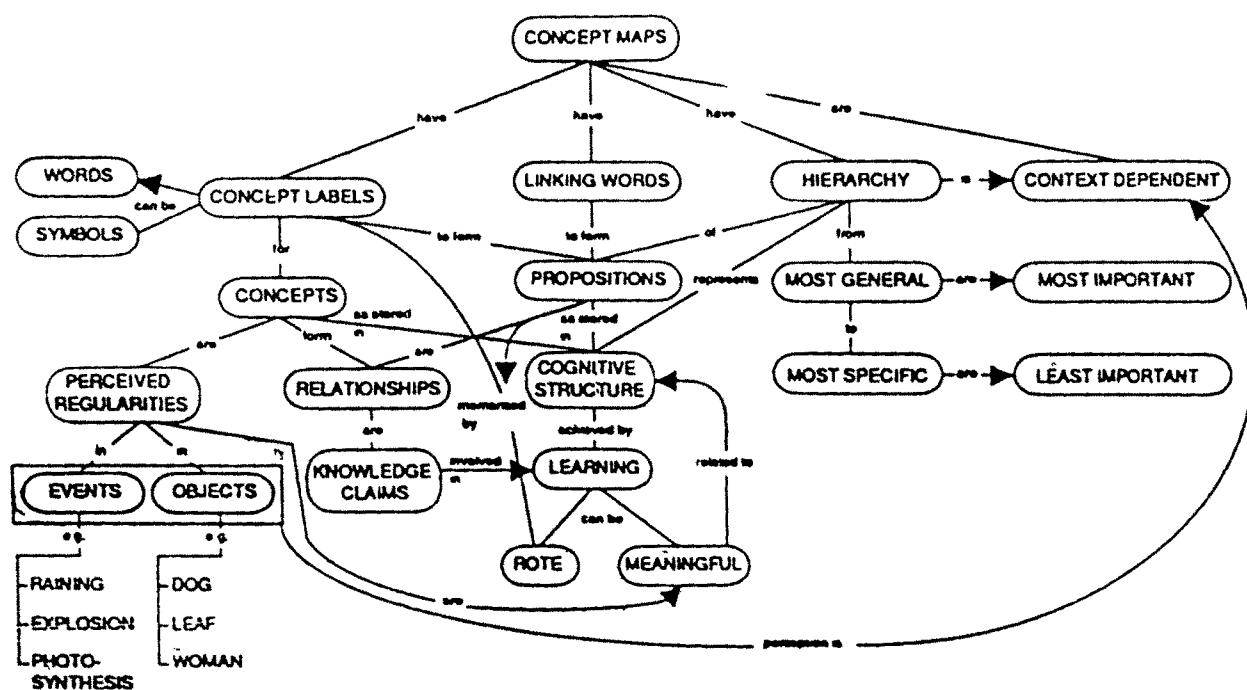 CONCEPT MAPS
have
have
have
are
WORDS
SYMBOLS
can be
CONCEPT LABELS
LINKING WORDS
HIERARCHY
is
CONTEXT DEPENDENT
for
to form
to form
of
from
represents
CONCEPTS
PROPOSITIONS
MOST GENERAL
are
MOST IMPORTANT
are
form
as stored
in
are
as stored
in
to
PERCEIVED
REGULARITIES
RELATIONSHIPS
COGNITIVE
STRUCTURE
MOST SPECIFIC
are
LEAST IMPORTANT
memorized
by
in
in
are
achieved by
EVENTS
OBJECTS
KNOWLEDGE
CLAIMS
involved
in
LEARNING
related to
can be
e.g.
e.g.
ROTE
MEANINGFUL
RAINING
EXPLOSION
PHOTO-
SYNTHESIS
DOG
LEAF
WOMAN
are
perception is